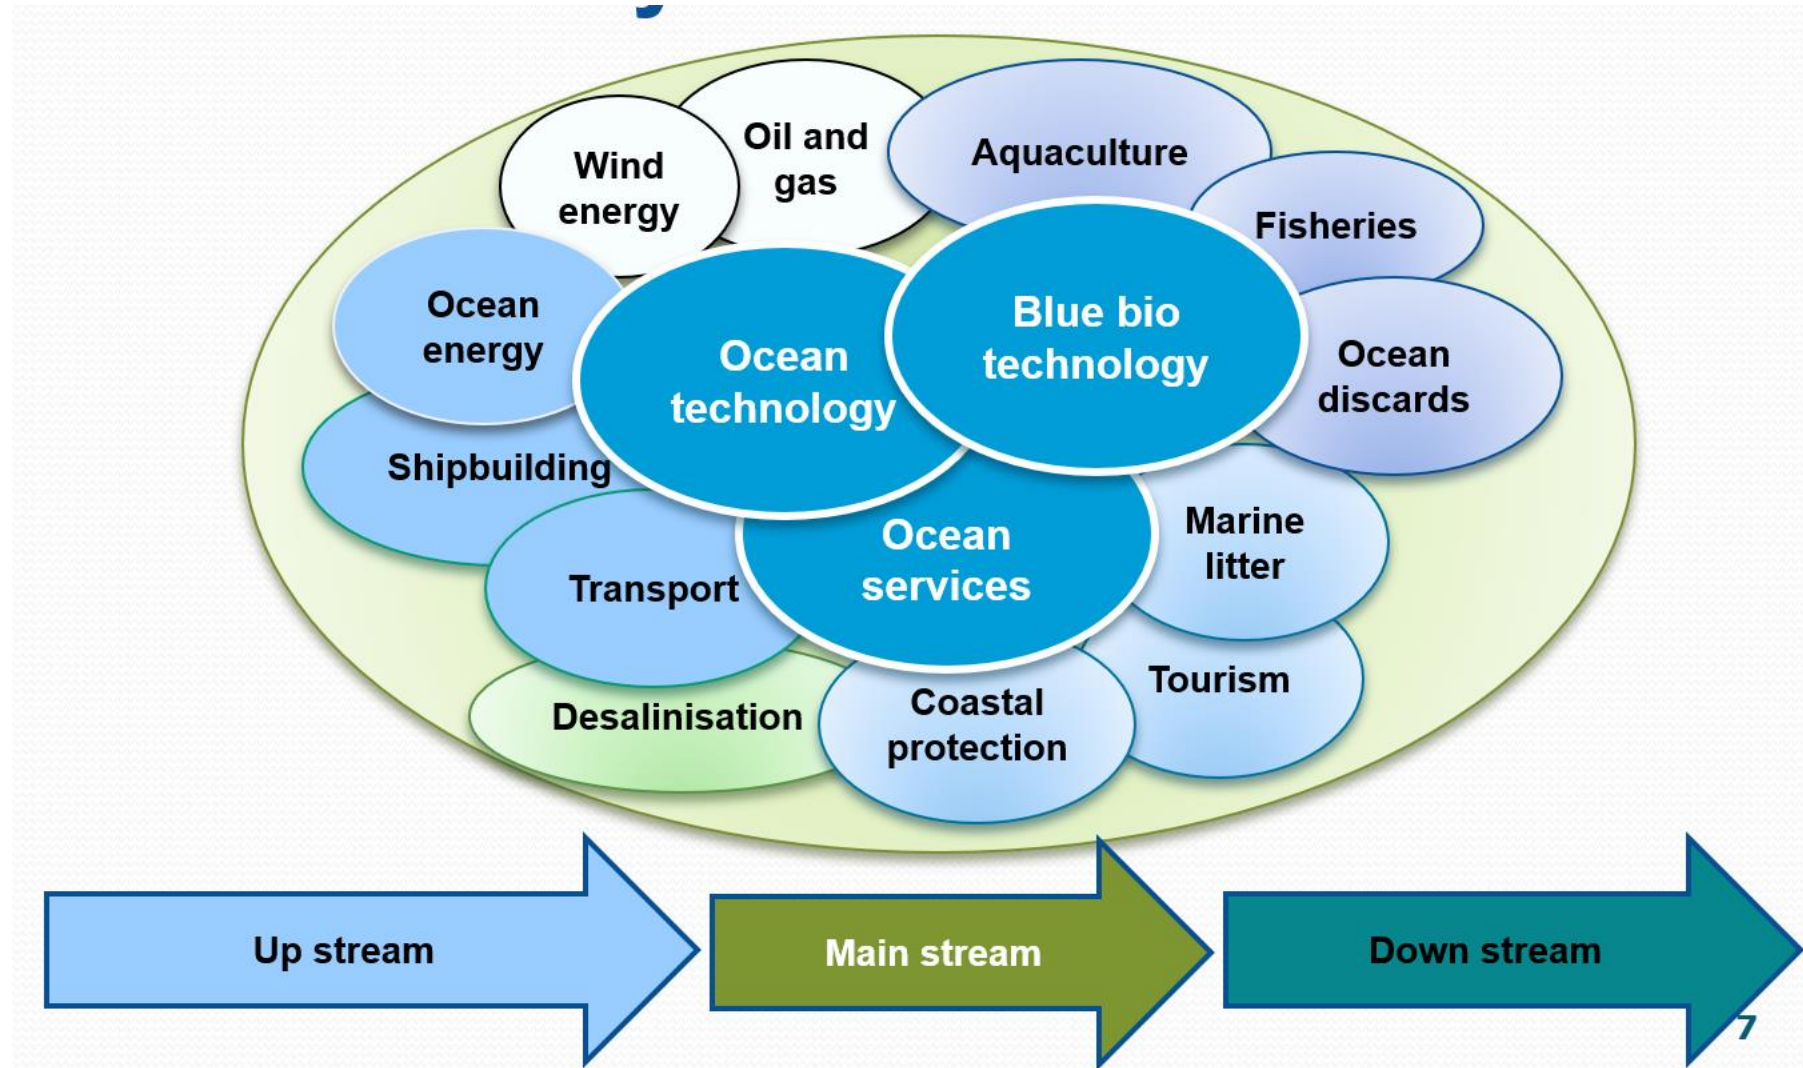 Oil and
gas
Wind
energy
Aquaculture
Fisheries
Ocean
energy
Blue bio
technology
Ocean
technology
Ocean
discards
Shipbuilding
Marine
litter
Ocean
services
Transport
Tourism
Desalinisation
Coastal
protection
Up stream
Main stream
Down stream
7